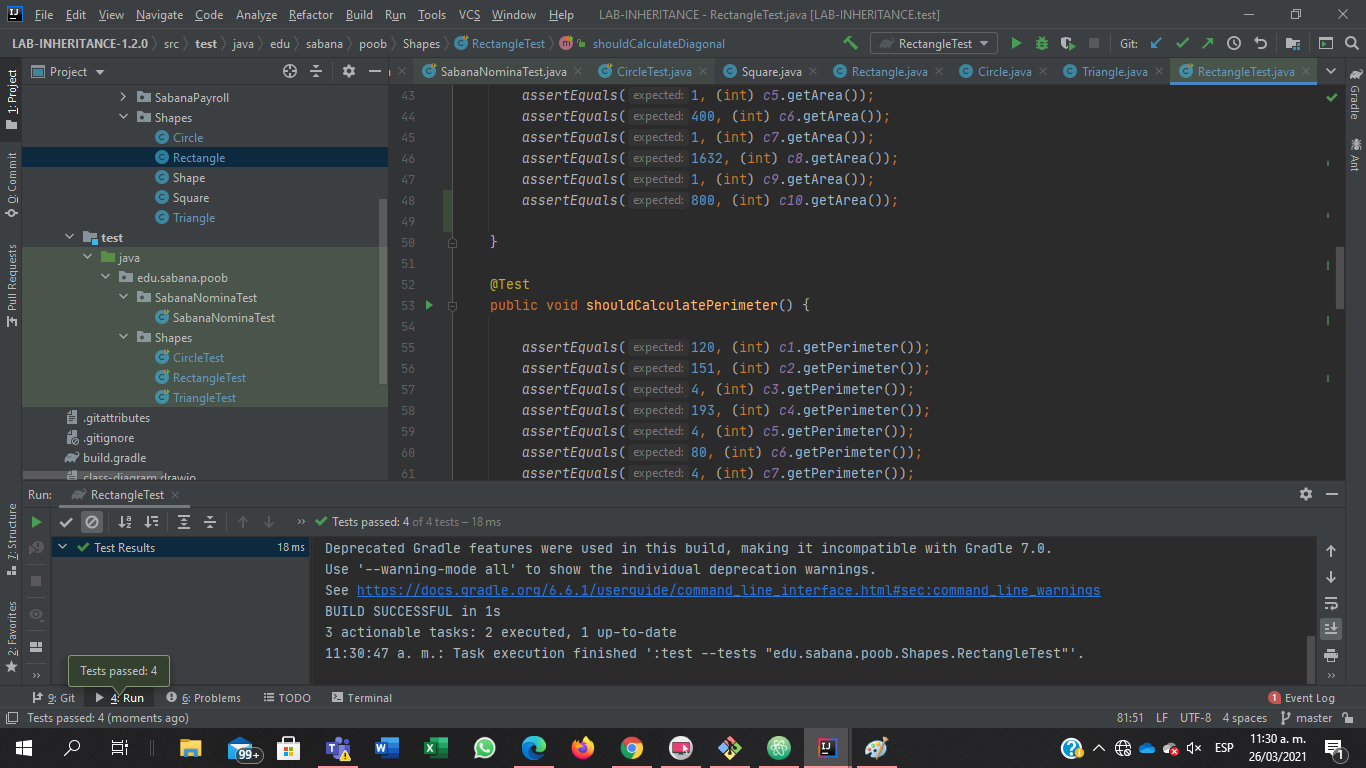 File Edit View Navigate Code Analyze Refactor Build Run Tools VCS Window Help LAB-INHERITANCE - RectangleTest.java [LAB-INHERITANCE.test]
LAB-INHERITANCE-1.2.0 src test java edu sabana poob Shapes RectangleTest shouldCalculateDiagonal RectangleTest Git:
Project
SabanaNominaTest.java CircleTest.java Square.java Rectangle.java Circle.java Triangle.java RectangleTest.java
1: Project
0: Commit
Pull Requests
Z: Structure
2: Favorites
SabanaPayroll
Shapes
Circle
Rectangle
Shape
Square
Triangle
test
java
edu.sabana.poob
SabanaNominaTest
SabanaNominaTest
Shapes
CircleTest
RectangleTest
TriangleTest
.gitattributes
.gitignore
build.gradle
class-diagram.drawio
43 assertEquals( expected: 1, (int) c5.getArea());
44 assertEquals( expected: 400, (int) c6.getArea());
45 assertEquals( expected: 1, (int) c7.getArea());
46 assertEquals( expected: 1632, (int) c8.getArea());
47 assertEquals( expected: 1, (int) c9.getArea());
48 assertEquals( expected: 800, (int) c10.getArea());
49
50 }
51
52 @Test
53 public void shouldCalculatePerimeter() {
54
55 assertEquals( expected: 120, (int) c1.getPerimeter());
56 assertEquals( expected: 151, (int) c2.getPerimeter());
57 assertEquals( expected: 4, (int) c3.getPerimeter());
58 assertEquals( expected: 193, (int) c4.getPerimeter());
59 assertEquals( expected: 4, (int) c5.getPerimeter());
60 assertEquals( expected: 80, (int) c6.getPerimeter());
61 assertEquals( expected: 4, (int) c7.getPerimeter());
Gradle
Ant
Run: RectangleTest
Tests passed: 4 of 4 tests – 18 ms
Test Results 18 ms
Deprecated Gradle features were used in this build, making it incompatible with Gradle 7.0.
Use '--warning-mode all' to show the individual deprecation warnings.
See https://docs.gradle.org/6.6.1/userguide/command_line_interface.html#sec:command_line_warnings
BUILD SUCCESSFUL in 1s
3 actionable tasks: 2 executed, 1 up-to-date
11:30:47 a. m.: Task execution finished ':test --tests "edu.sabana.poob.Shapes.RectangleTest"'.
Tests passed: 4
9: Git 4: Run 6: Problems TODO Terminal 1 Event Log
Tests passed: 4 (moments ago) 81:51 LF UTF-8 4 spaces master
99+ ESP 11:30 a. m.
26/03/2021 1